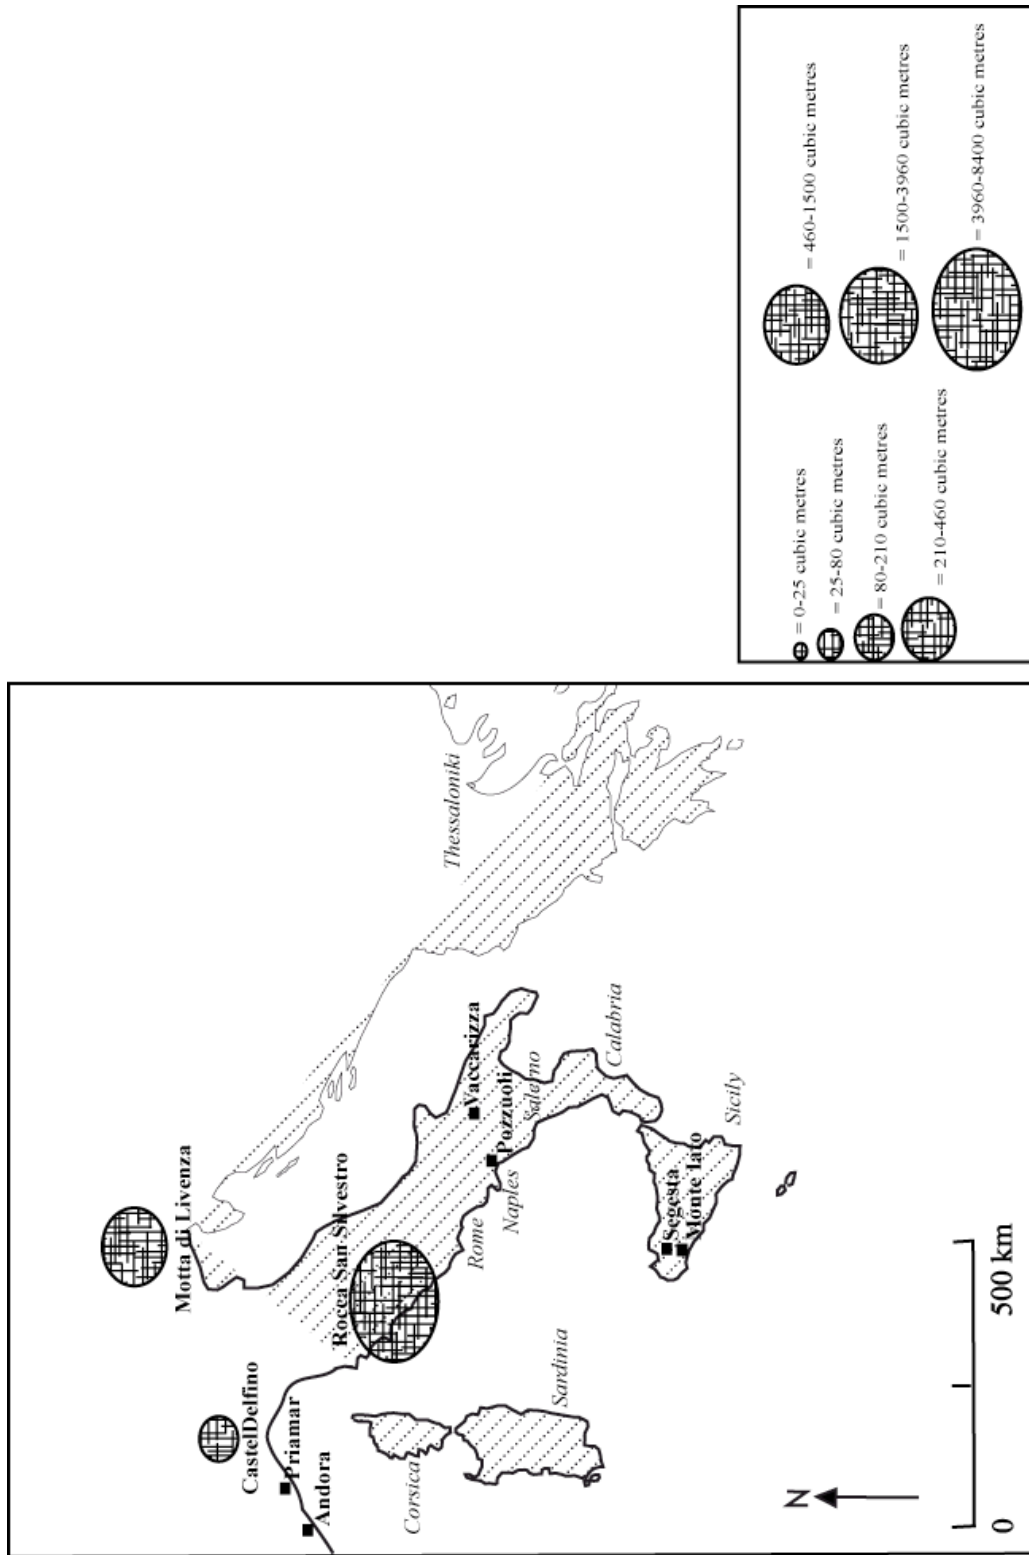 Motta di Livenza
CastelDelfino
Priamar
Andora
Rocca San Silvestro
Thessaloniki
Corsica
Rome
Vaccarizza
Naples
Pozzuoli
Salerno
Sardinia
Calabria
Segesta
Monte Iato
Sicily
N
0
500 km
= 0-25 cubic metres
= 25-80 cubic metres
= 80-210 cubic metres
= 210-460 cubic metres
= 460-1500 cubic metres
= 1500-3960 cubic metres
= 3960-8400 cubic metres